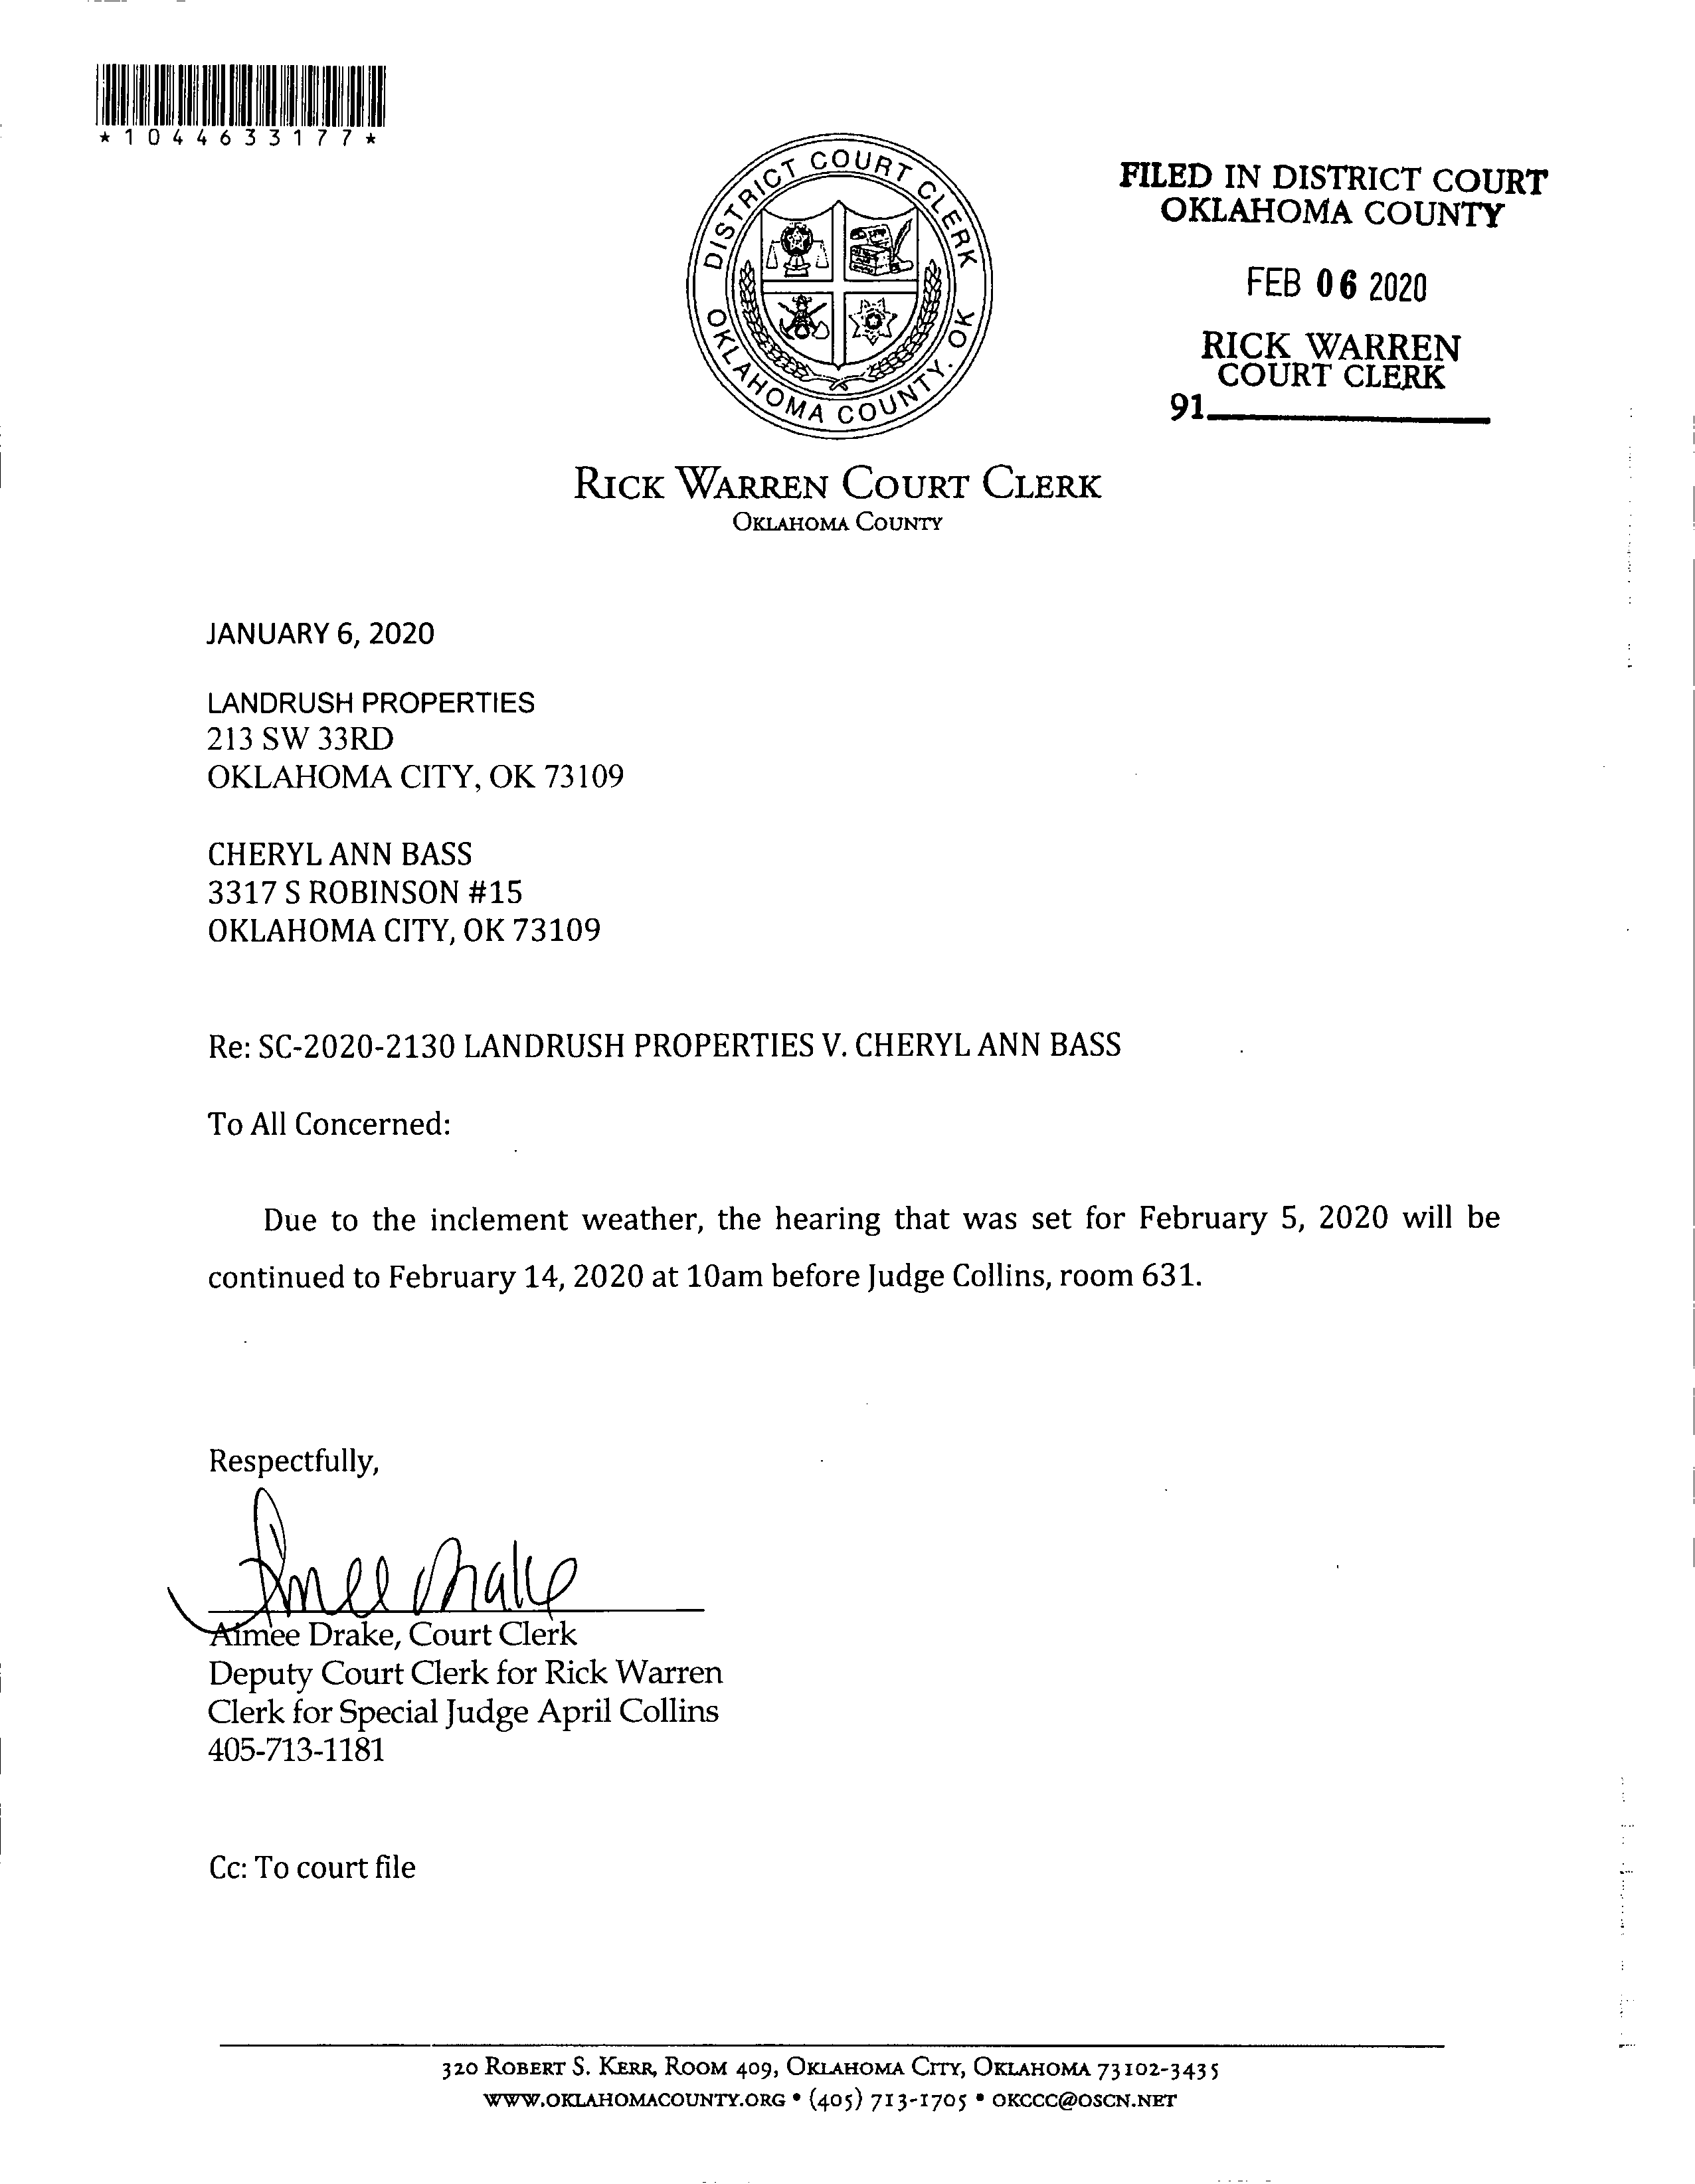 *1044633177*
DISTRICT COURT CLERK
OKLAHOMA COUNTY, OK
FILED IN DISTRICT COURT
OKLAHOMA COUNTY
FEB 06 2020
RICK WARREN
COURT CLERK
91
RICK WARREN COURT CLERK
OKLAHOMA COUNTY
JANUARY 6, 2020
LANDRUSH PROPERTIES
213 SW 33RD
OKLAHOMA CITY, OK 73109
CHERYL ANN BASS
3317 S ROBINSON #15
OKLAHOMA CITY, OK 73109
Re: SC-2020-2130 LANDRUSH PROPERTIES V. CHERYL ANN BASS
To All Concerned:
Due to the inclement weather, the hearing that was set for February 5, 2020 will be
continued to February 14, 2020 at 10am before Judge Collins, room 631.
Respectfully,
Aimee Drake
Aimee Drake, Court Clerk
Deputy Court Clerk for Rick Warren
Clerk for Special Judge April Collins
405-713-1181
Cc: To court file
320 ROBERT S. KERR, ROOM 409, OKLAHOMA CITY, OKLAHOMA 73102-3435
WWW.OKLAHOMACOUNTY.ORG • (405) 713-1705 • OKCCC@OSCN.NET